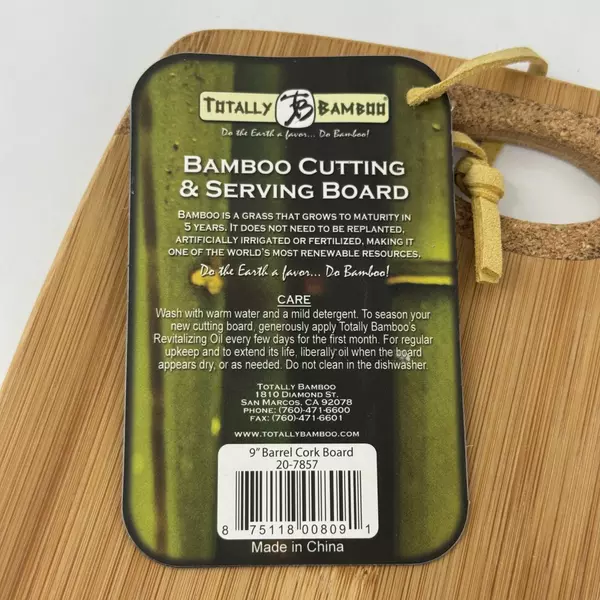 TOTALLY TB BAMBOO
Do the Earth a favor... Do Bamboo!
BAMBOO CUTTING
& SERVING BOARD
BAMBOO IS A GRASS THAT GROWS TO MATURITY IN
5 YEARS. IT DOES NOT NEED TO BE REPLANTED,
ARTIFICIALLY IRRIGATED OR FERTILIZED, MAKING IT
ONE OF THE WORLD'S MOST RENEWABLE RESOURCES.
Do the Earth a favor... Do Bamboo!
CARE
Wash with warm water and a mild detergent. To season your
new cutting board, generously apply Totally Bamboo's
Revitalizing Oil every few days for the first month. For regular
upkeep and to extend its life, liberally oil when the board
appears dry, or as needed. Do not clean in the dishwasher.
TOTALLY BAMBOO
1810 DIAMOND ST.
SAN MARCOS, CA 92078
PHONE: (760)-471-6600
FAX: (760)-471-6601
WWW.TOTALLYBAMBOO.COM
9" Barrel Cork Board
20-7857
8 75118 00809 1
Made in China